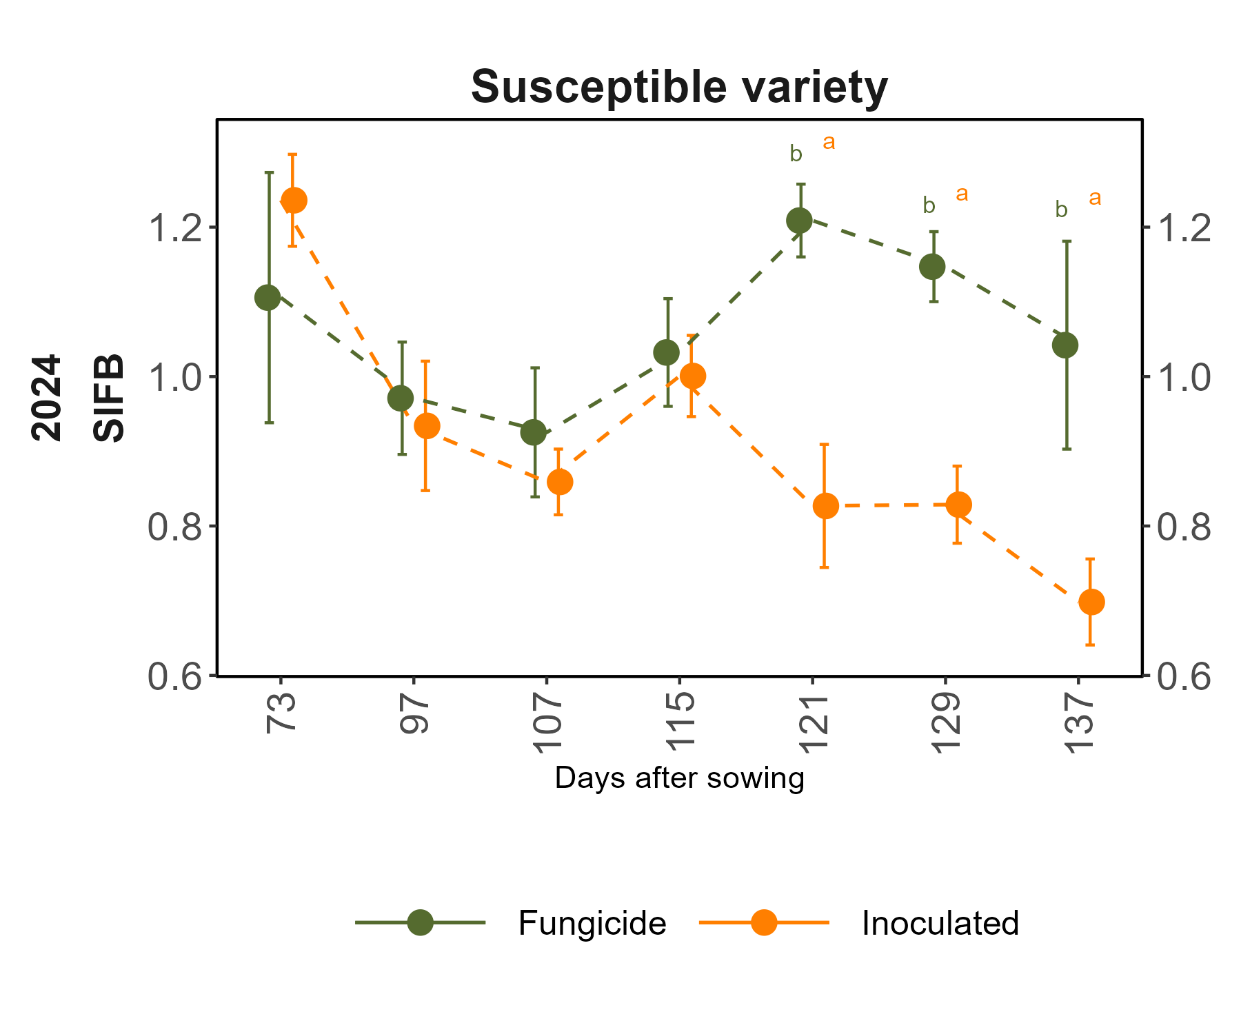 Susceptible variety
b a
b a
b a
1.2 1.2
1.0 1.0
0.8 0.8
0.6 0.6
2024
SIFB
73 97 107 115 121 129 137
Days after sowing
Fungicide Inoculated